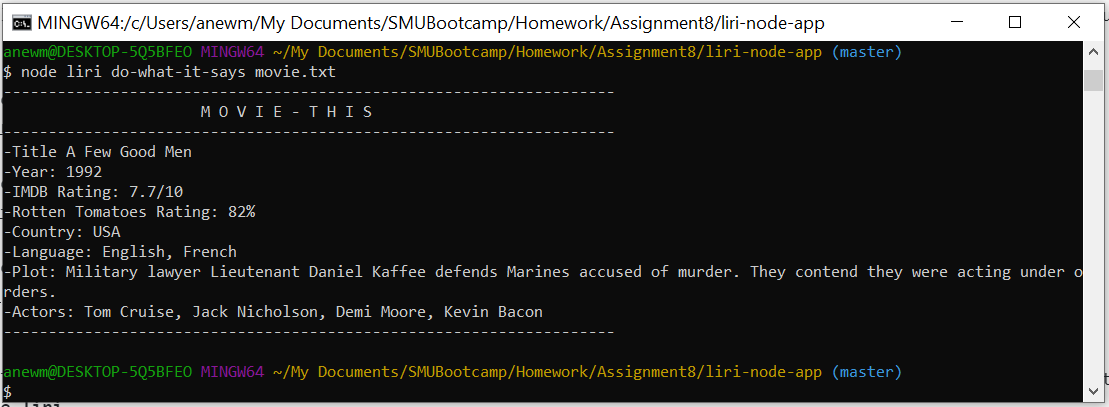 MINGW64:/c/Users/anewm/My Documents/SMUBootcamp/Homework/Assignment8/liri-node-app
anewm@DESKTOP-5Q5BFEO MINGW64 ~/My Documents/SMUBootcamp/Homework/Assignment8/liri-node-app (master)
$ node liri do-what-it-says movie.txt
--------------------------------------------------------------------
M O V I E - T H I S
--------------------------------------------------------------------
-Title A Few Good Men
-Year: 1992
-IMDB Rating: 7.7/10
-Rotten Tomatoes Rating: 82%
-Country: USA
-Language: English, French
-Plot: Military lawyer Lieutenant Daniel Kaffee defends Marines accused of murder. They contend they were acting under o
rders.
-Actors: Tom Cruise, Jack Nicholson, Demi Moore, Kevin Bacon
--------------------------------------------------------------------
anewm@DESKTOP-5Q5BFEO MINGW64 ~/My Documents/SMUBootcamp/Homework/Assignment8/liri-node-app (master)
$